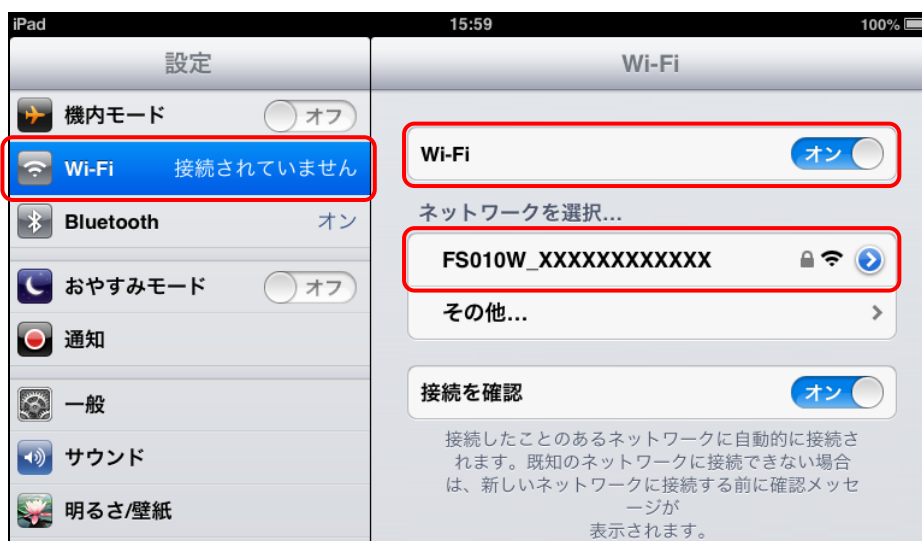 iPad 15:59 100%
設定
機内モード オフ
Wi-Fi 接続されていません
Bluetooth オン
おやすみモード オフ
通知
一般
サウンド
明るさ/壁紙
Wi-Fi
Wi-Fi オン
ネットワークを選択...
FS010W_XXXXXXXXXXXX
その他...
接続を確認 オン
接続したことのあるネットワークに自動的に接続さ
れます。既知のネットワークに接続できない場合
は、新しいネットワークに接続する前に確認メッセ
ージが
表示されます。